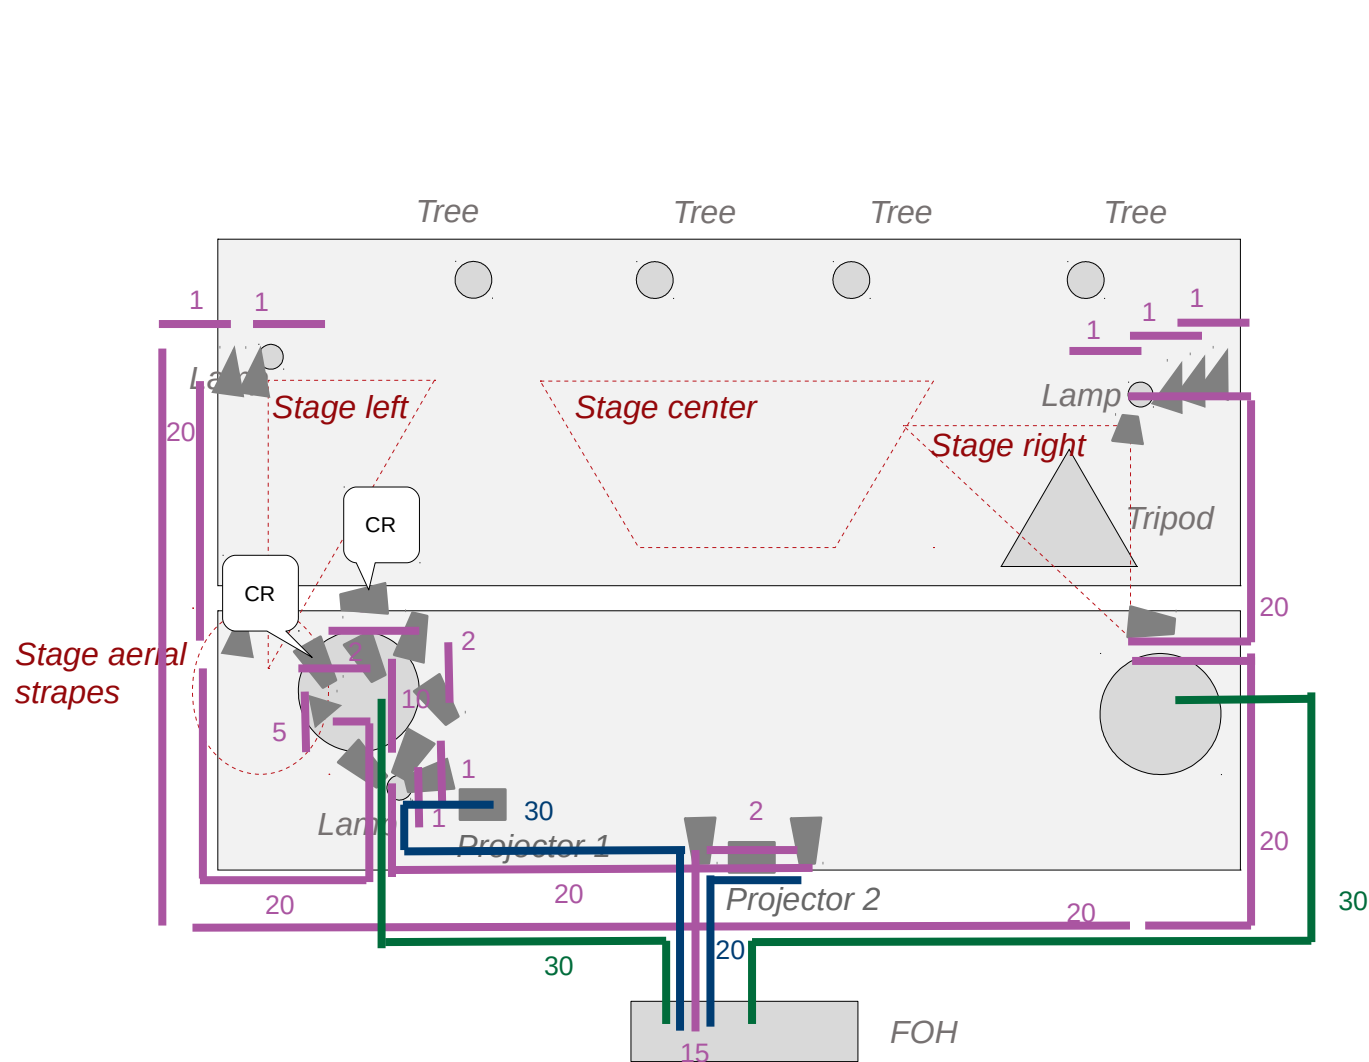 Tree
Tree
Tree
Tree
1
1
1
1
1
Lamp
Lamp
Stage left
Stage center
20
Stage right
CR
Tripod
CR
20
Stage aerial
strapes
2
2
10
5
1
1
30
2
Lamp
Projector 1
20
Projector 2
20
20
20
30
20
30
FOH
15